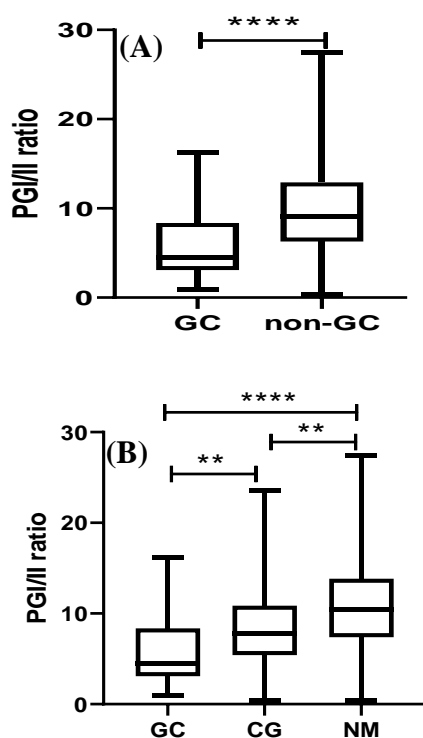 (A)
****
PGI/II ratio
30
20
10
0
GC non-GC
(B)
****
** **
PGI/II ratio
30
20
10
0
GC CG NM